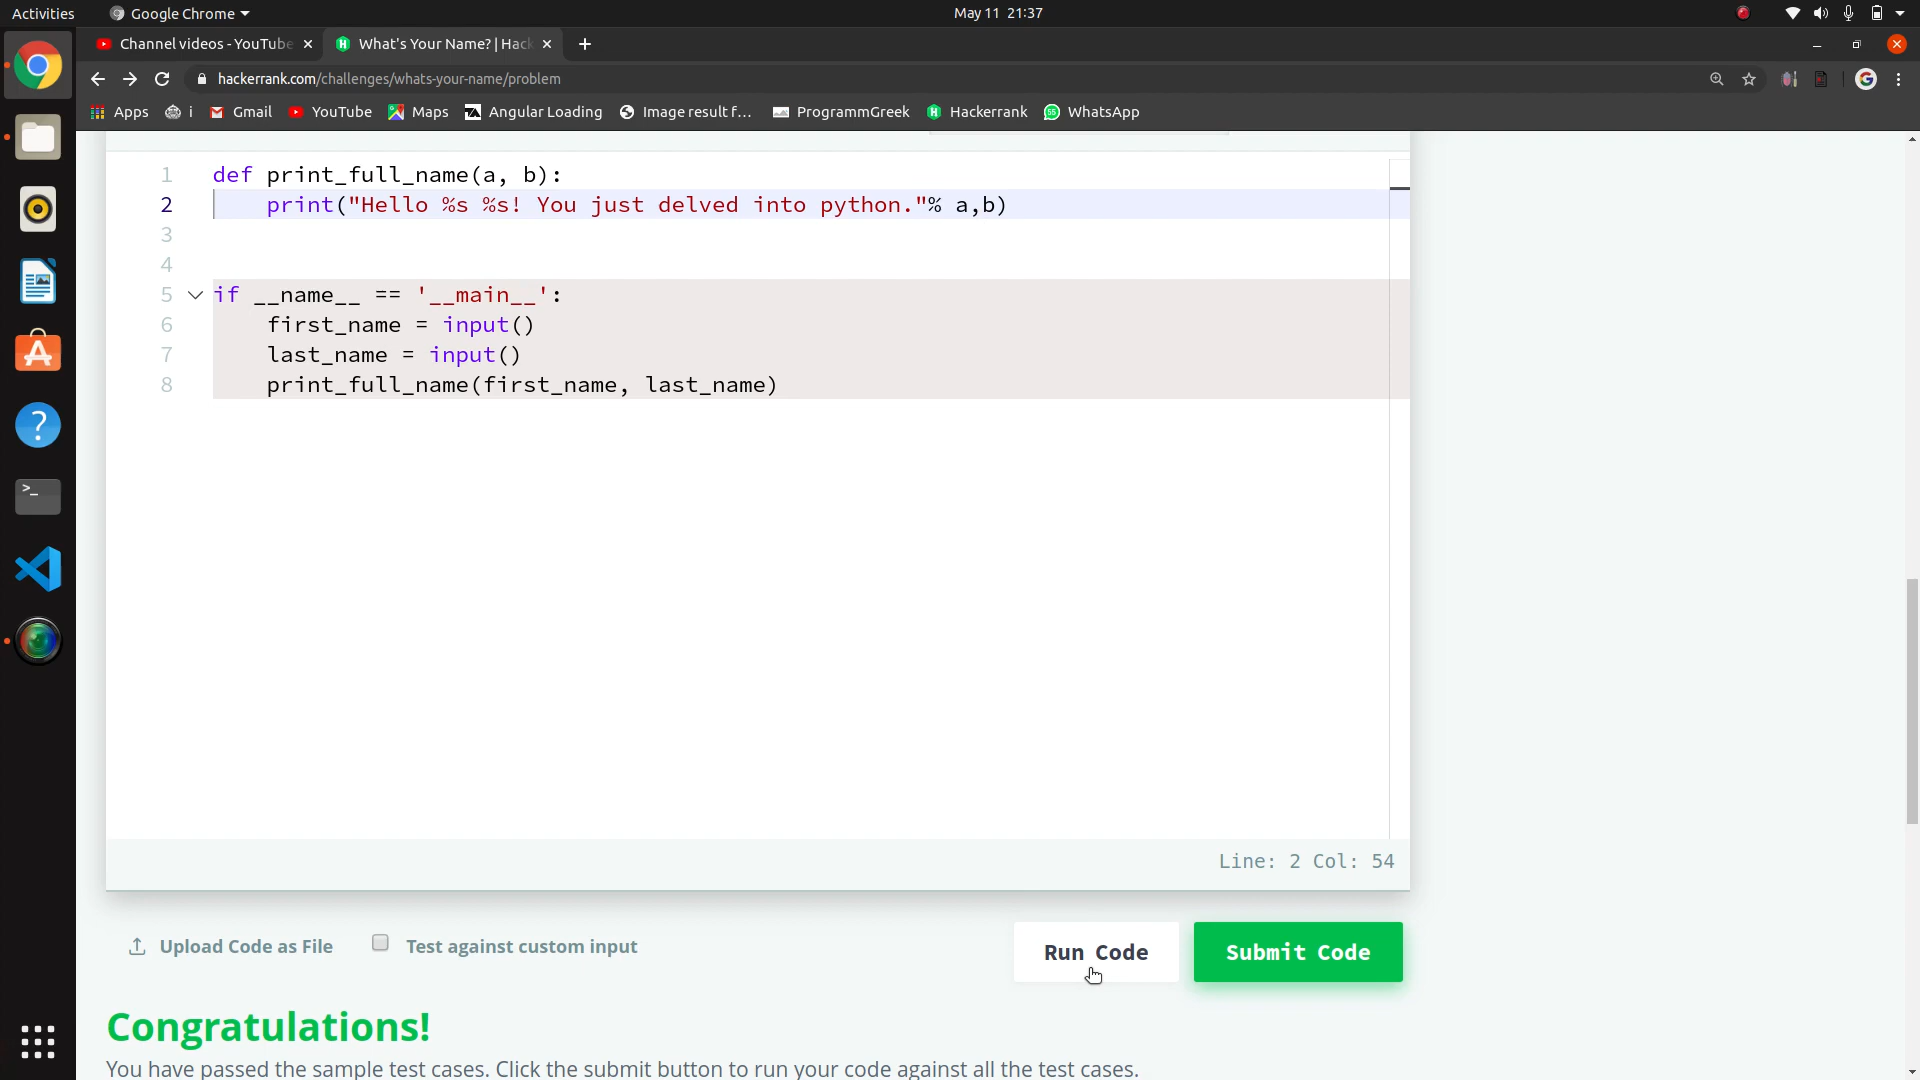 Activities
Google Chrome
May 11 21:37
Channel videos - YouTube
What's Your Name? | Hack
hackerrank.com/challenges/whats-your-name/problem
Apps
i
Gmail
YouTube
Maps
Angular Loading
Image result f...
ProgrammGreek
Hackerrank
WhatsApp
1 def print_full_name(a, b):
2 print("Hello %s %s! You just delved into python."% a,b)
3
4
5 if __name__ == '__main__':
6 first_name = input()
7 last_name = input()
8 print_full_name(first_name, last_name)
Line: 2 Col: 54
Upload Code as File
Test against custom input
Run Code
Submit Code
Congratulations!
You have passed the sample test cases. Click the submit button to run your code against all the test cases.